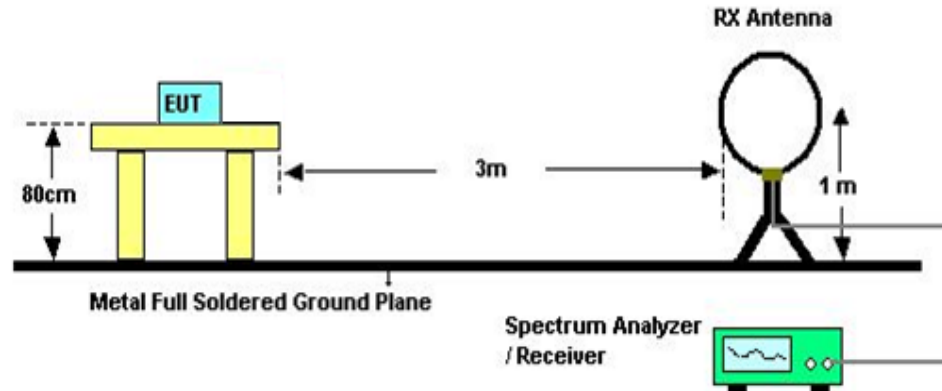 RX Antenna
EUT
80cm
3m
1 m
Metal Full Soldered Ground Plane
Spectrum Analyzer
/ Receiver